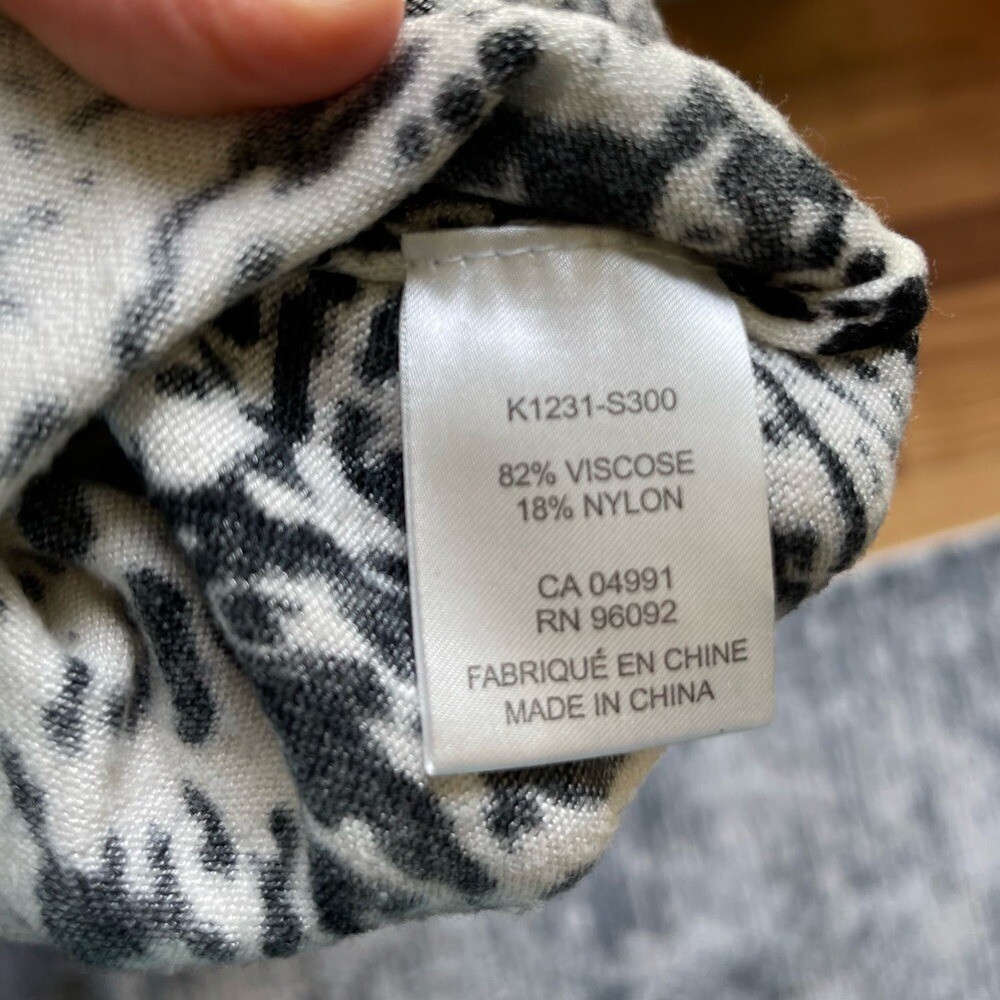 K1231-S300
82% VISCOSE
18% NYLON
CA 04991
RN 96092
FABRIQUÉ EN CHINE
MADE IN CHINA